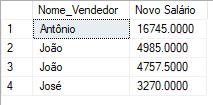 Nome_Vendedor Novo Salário
1 Antônio 16745.0000
2 João 4985.0000
3 João 4757.5000
4 José 3270.0000